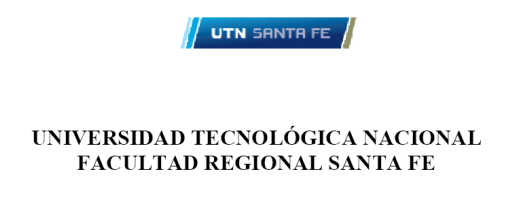 UTN SANTA FE
UNIVERSIDAD TECNOLÓGICA NACIONAL
FACULTAD REGIONAL SANTA FE